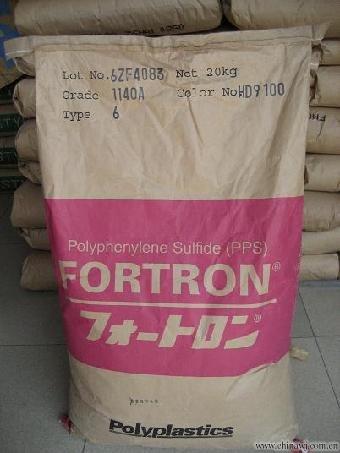 Lot No. 6ZF4083 Net 20kg
Grade 1140A Color No HD9100
Type 6
Polyphenylene Sulfide (PPS)
FORTRON®
フォートロン®
Polyplastics
www.chinawj.com.cn